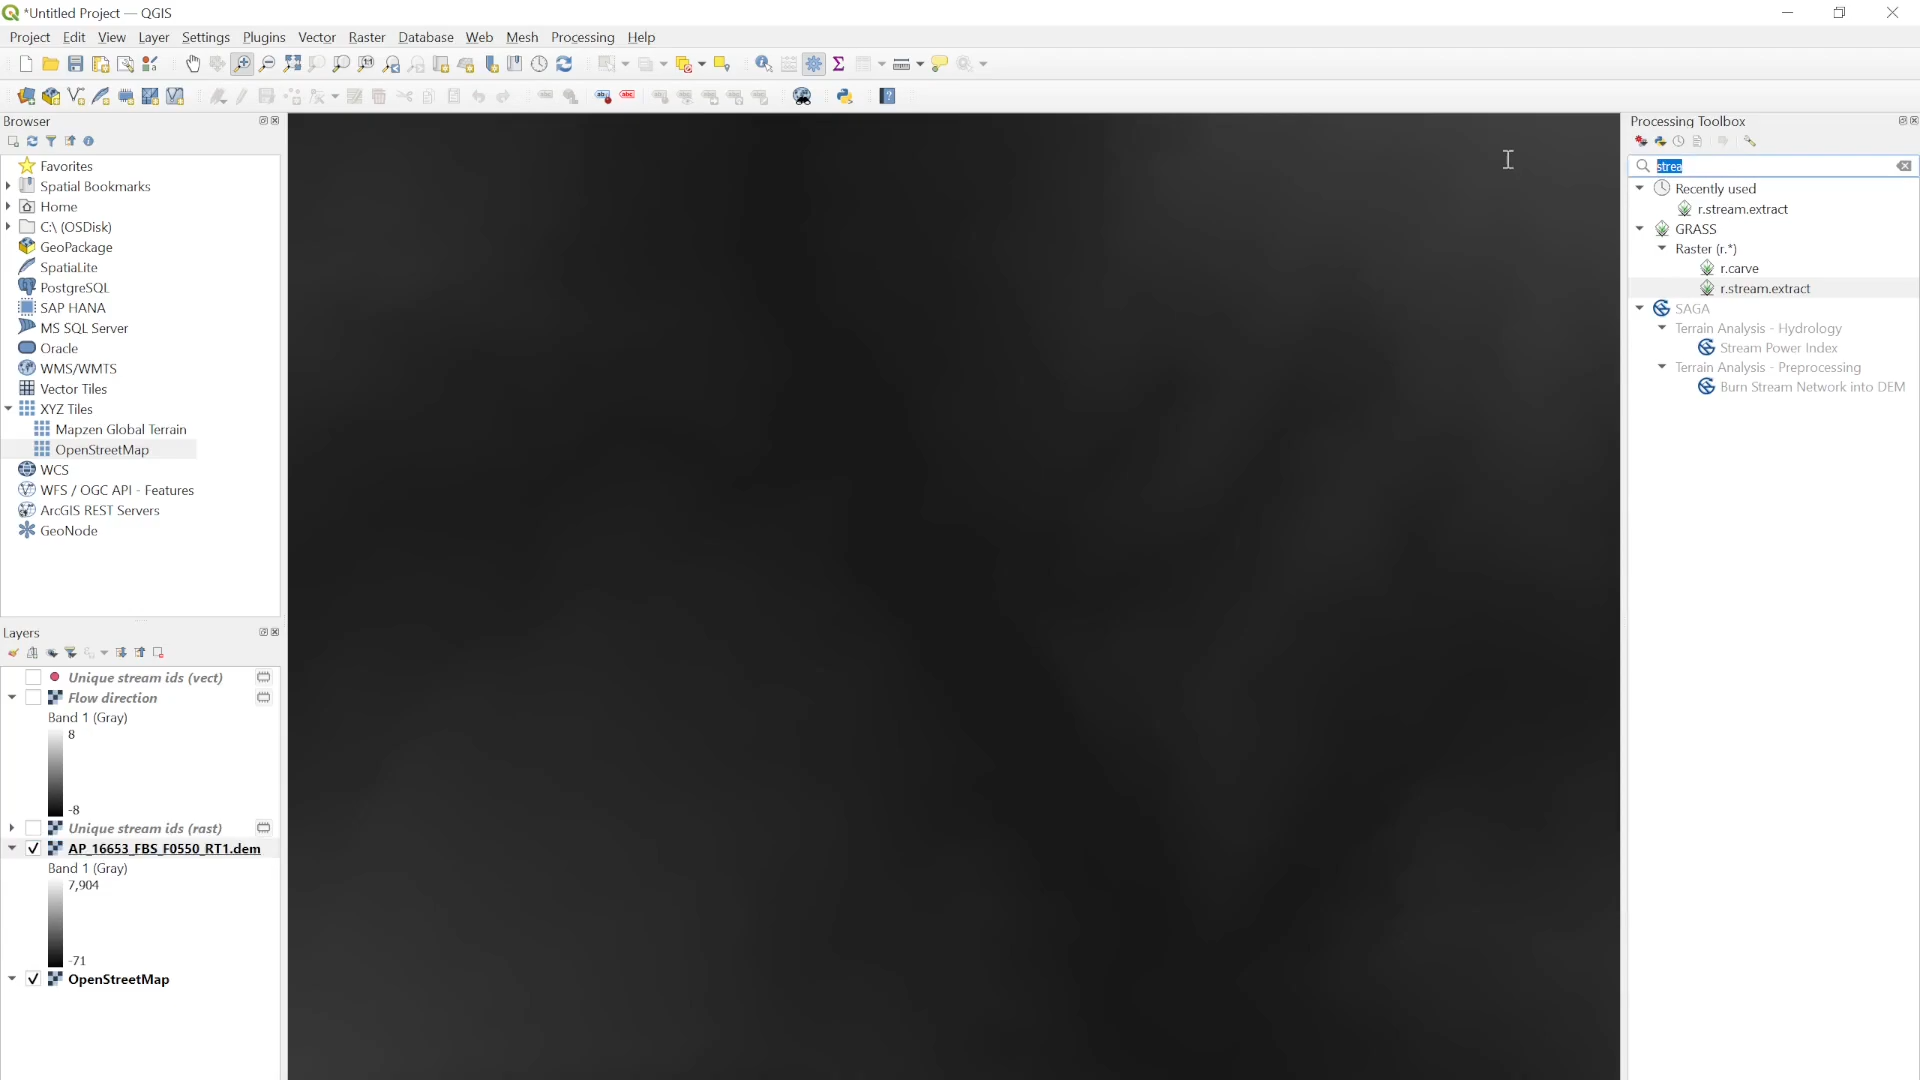 *Untitled Project — QGIS
Project Edit View Layer Settings Plugins Vector Raster Database Web Mesh Processing Help
Browser
Favorites
Spatial Bookmarks
Home
C:\ (OSDisk)
GeoPackage
SpatiaLite
PostgreSQL
SAP HANA
MS SQL Server
Oracle
WMS/WMTS
Vector Tiles
XYZ Tiles
Mapzen Global Terrain
OpenStreetMap
WCS
WFS / OGC API - Features
ArcGIS REST Servers
GeoNode
Layers
Unique stream ids (vect)
Flow direction
Band 1 (Gray)
8
-8
Unique stream ids (rast)
AP_16653_FBS_F0550_RT1.dem
Band 1 (Gray)
7,904
-71
OpenStreetMap
Processing Toolbox
strea
Recently used
r.stream.extract
GRASS
Raster (r.*)
r.carve
r.stream.extract
SAGA
Terrain Analysis - Hydrology
Stream Power Index
Terrain Analysis - Preprocessing
Burn Stream Network into DEM